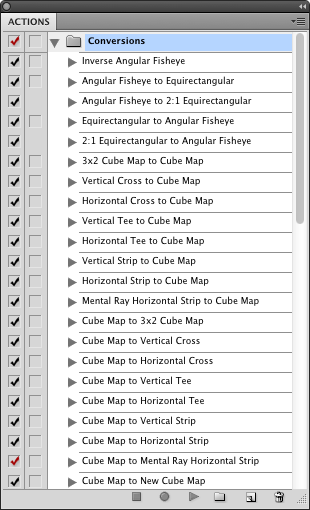 ACTIONS
Conversions
Inverse Angular Fisheye
Angular Fisheye to Equirectangular
Angular Fisheye to 2:1 Equirectangular
Equirectangular to Angular Fisheye
2:1 Equirectangular to Angular Fisheye
3x2 Cube Map to Cube Map
Vertical Cross to Cube Map
Horizontal Cross to Cube Map
Vertical Tee to Cube Map
Horizontal Tee to Cube Map
Vertical Strip to Cube Map
Horizontal Strip to Cube Map
Mental Ray Horizontal Strip to Cube Map
Cube Map to 3x2 Cube Map
Cube Map to Vertical Cross
Cube Map to Horizontal Cross
Cube Map to Vertical Tee
Cube Map to Horizontal Tee
Cube Map to Vertical Strip
Cube Map to Horizontal Strip
Cube Map to Mental Ray Horizontal Strip
Cube Map to New Cube Map